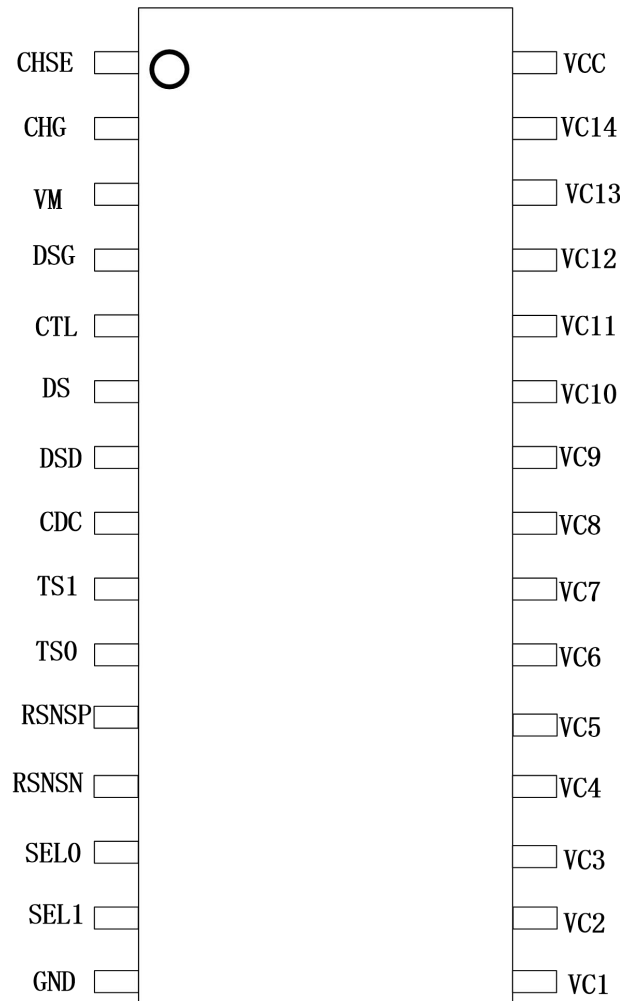 CHSE VCC
CHG VC14
VM VC13
DSG VC12
CTL VC11
DS VC10
DSD VC9
CDC VC8
TS1 VC7
TS0 VC6
RSNSP VC5
RSNSN VC4
SEL0 VC3
SEL1 VC2
GND VC1